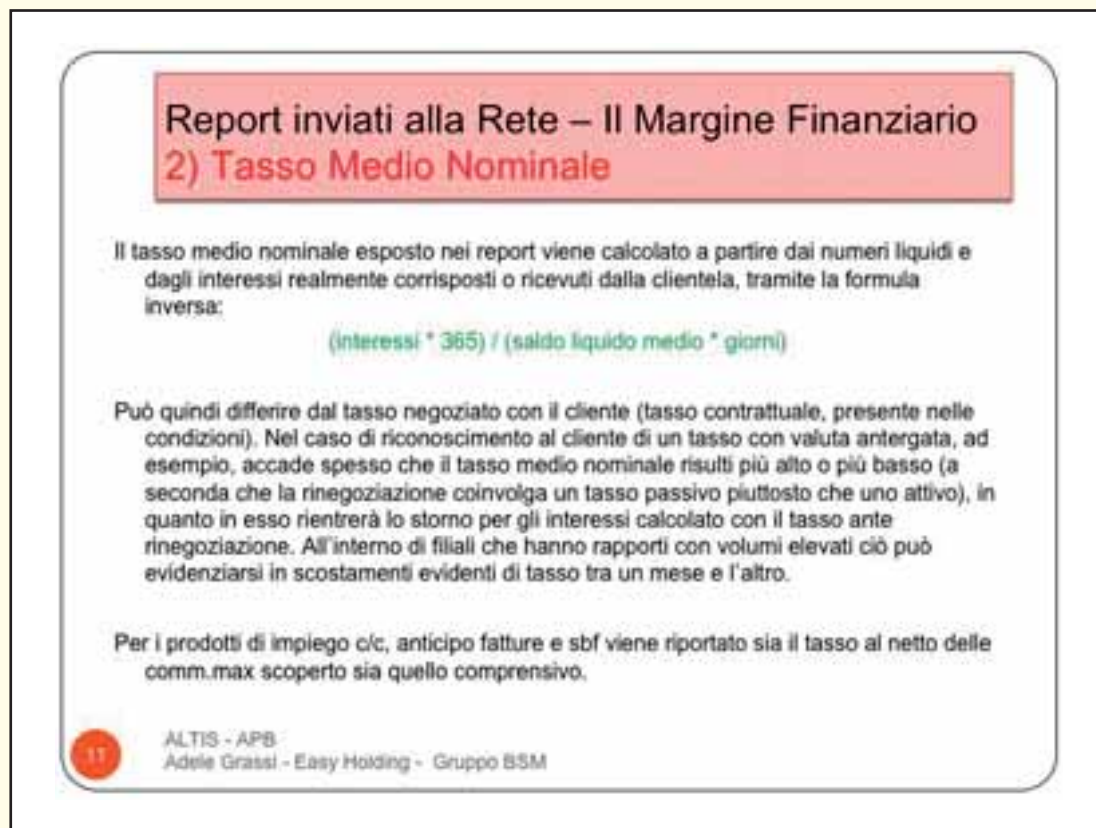 Report inviati alla Rete – Il Margine Finanziario
2) Tasso Medio Nominale
Il tasso medio nominale esposto nei report viene calcolato a partire dai numeri liquidi e
dagli interessi realmente corrisposti o ricevuti dalla clientela, tramite la formula
inversa:
(interessi * 365) / (saldo liquido medio * giorni)
Può quindi differire dal tasso negoziato con il cliente (tasso contrattuale, presente nelle
condizioni). Nel caso di riconoscimento al cliente di un tasso con valuta antergata, ad
esempio, accade spesso che il tasso medio nominale risulti più alto o più basso (a
seconda che la rinegoziazione coinvolga un tasso passivo piuttosto che uno attivo), in
quanto in esso rientrerà lo storno per gli interessi calcolato con il tasso ante
rinegoziazione. All'interno di filiali che hanno rapporti con volumi elevati ciò può
evidenziarsi in scostamenti evidenti di tasso tra un mese e l'altro.
Per i prodotti di impiego c/c, anticipo fatture e sbf viene riportato sia il tasso al netto delle
comm.max scoperto sia quello comprensivo.
ALTIS - APB
Adele Grassi - Easy Holding - Gruppo BSM